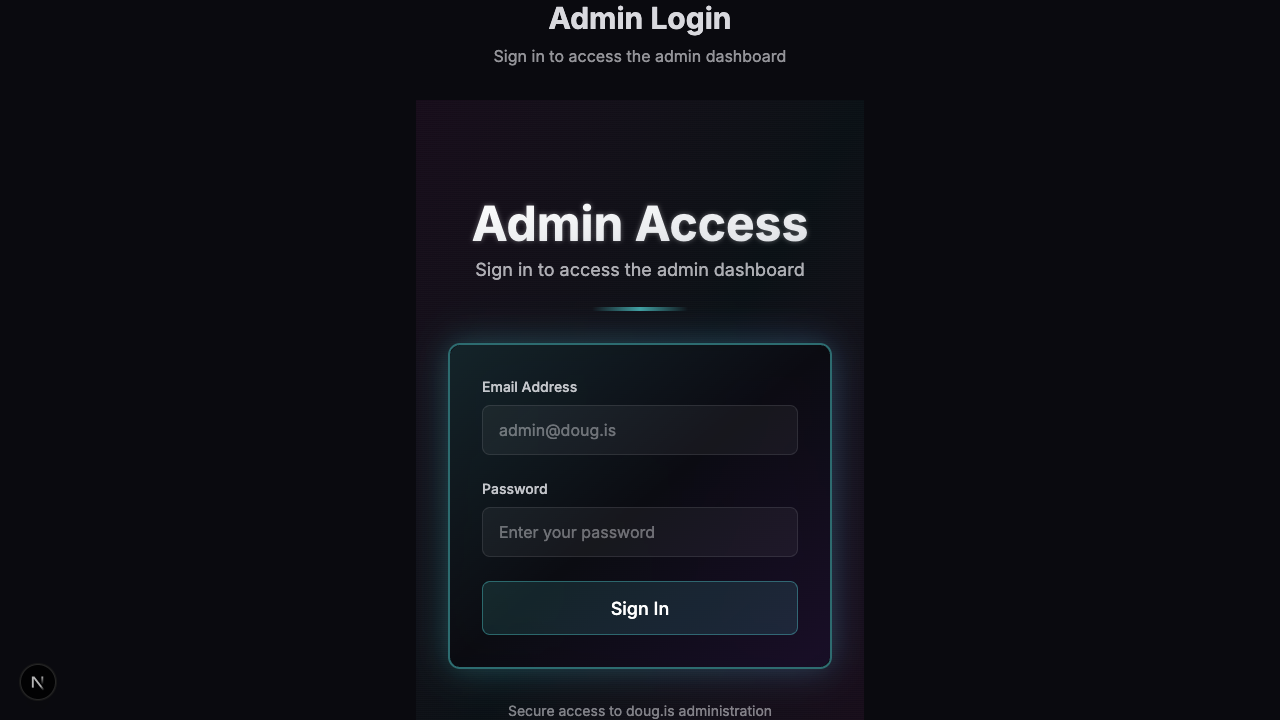 Admin Login
Sign in to access the admin dashboard
Admin Access
Sign in to access the admin dashboard
Email Address
admin@doug.is
Password
Enter your password
Sign In
N
Secure access to doug.is administration